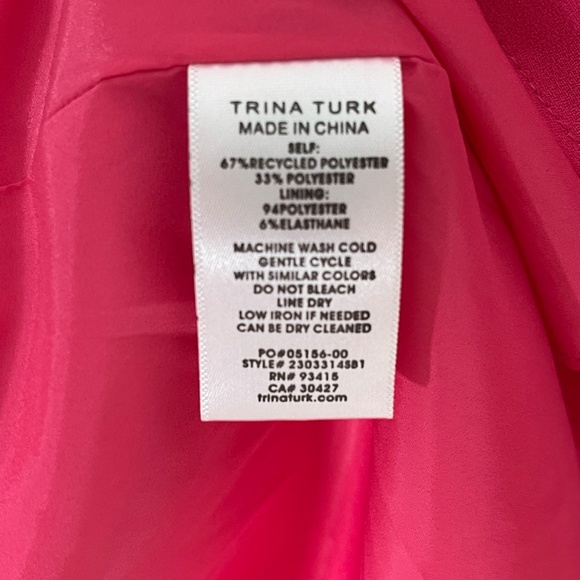 TRINA TURK
MADE IN CHINA
SELF:
67%RECYCLED POLYESTER
33% POLYESTER
LINING:
94POLYESTER
6%ELASTHANE
MACHINE WASH COLD
GENTLE CYCLE
WITH SIMILAR COLORS
DO NOT BLEACH
LINE DRY
LOW IRON IF NEEDED
CAN BE DRY CLEANED
PO#05156-00
STYLE# 2303314SB1
RN# 93415
CA# 30427
trinaturk.com